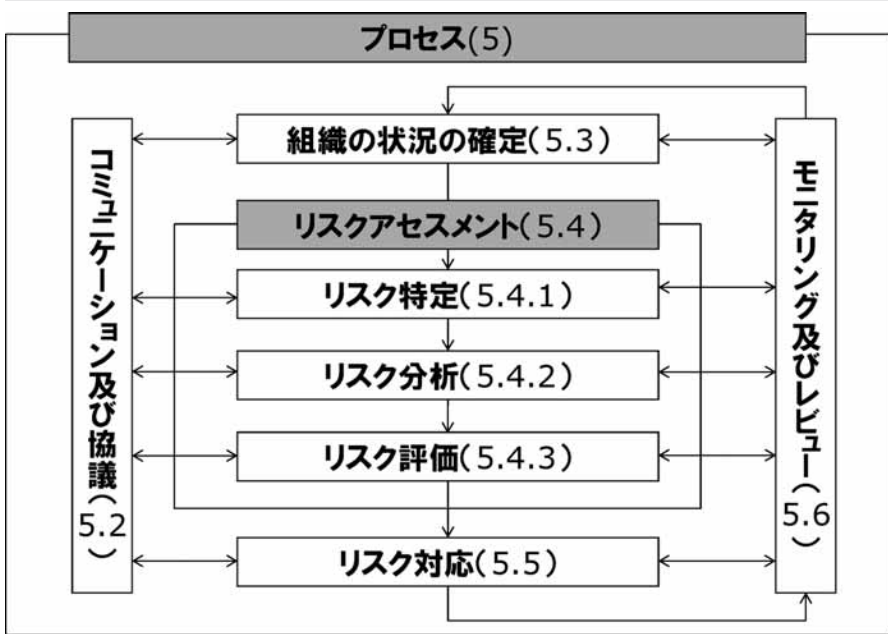 プロセス(5)
組織の状況の確定(5.3)
リスクアセスメント(5.4)
リスク特定(5.4.1)
リスク分析(5.4.2)
リスク評価(5.4.3)
リスク対応(5.5)
コミュニケーション及び協議(5.2)
モニタリング及びレビュー(5.6)